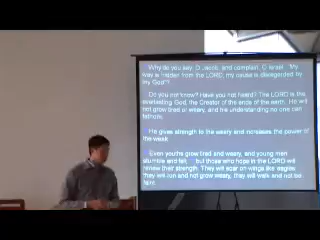 Why do you say, O Jacob, and complain, O Israel, "My
way is hidden from the LORD; my cause is disregarded by
my God"?
Do you not know? Have you not heard? The LORD is the
everlasting God, the Creator of the ends of the earth. He will
not grow tired or weary, and his understanding no one can
fathom.
He gives strength to the weary and increases the power of
the weak.
Even youths grow tired and weary, and young men
stumble and fall; but those who hope in the LORD will
renew their strength. They will soar on wings like eagles;
they will run and not grow weary, they will walk and not be
faint.